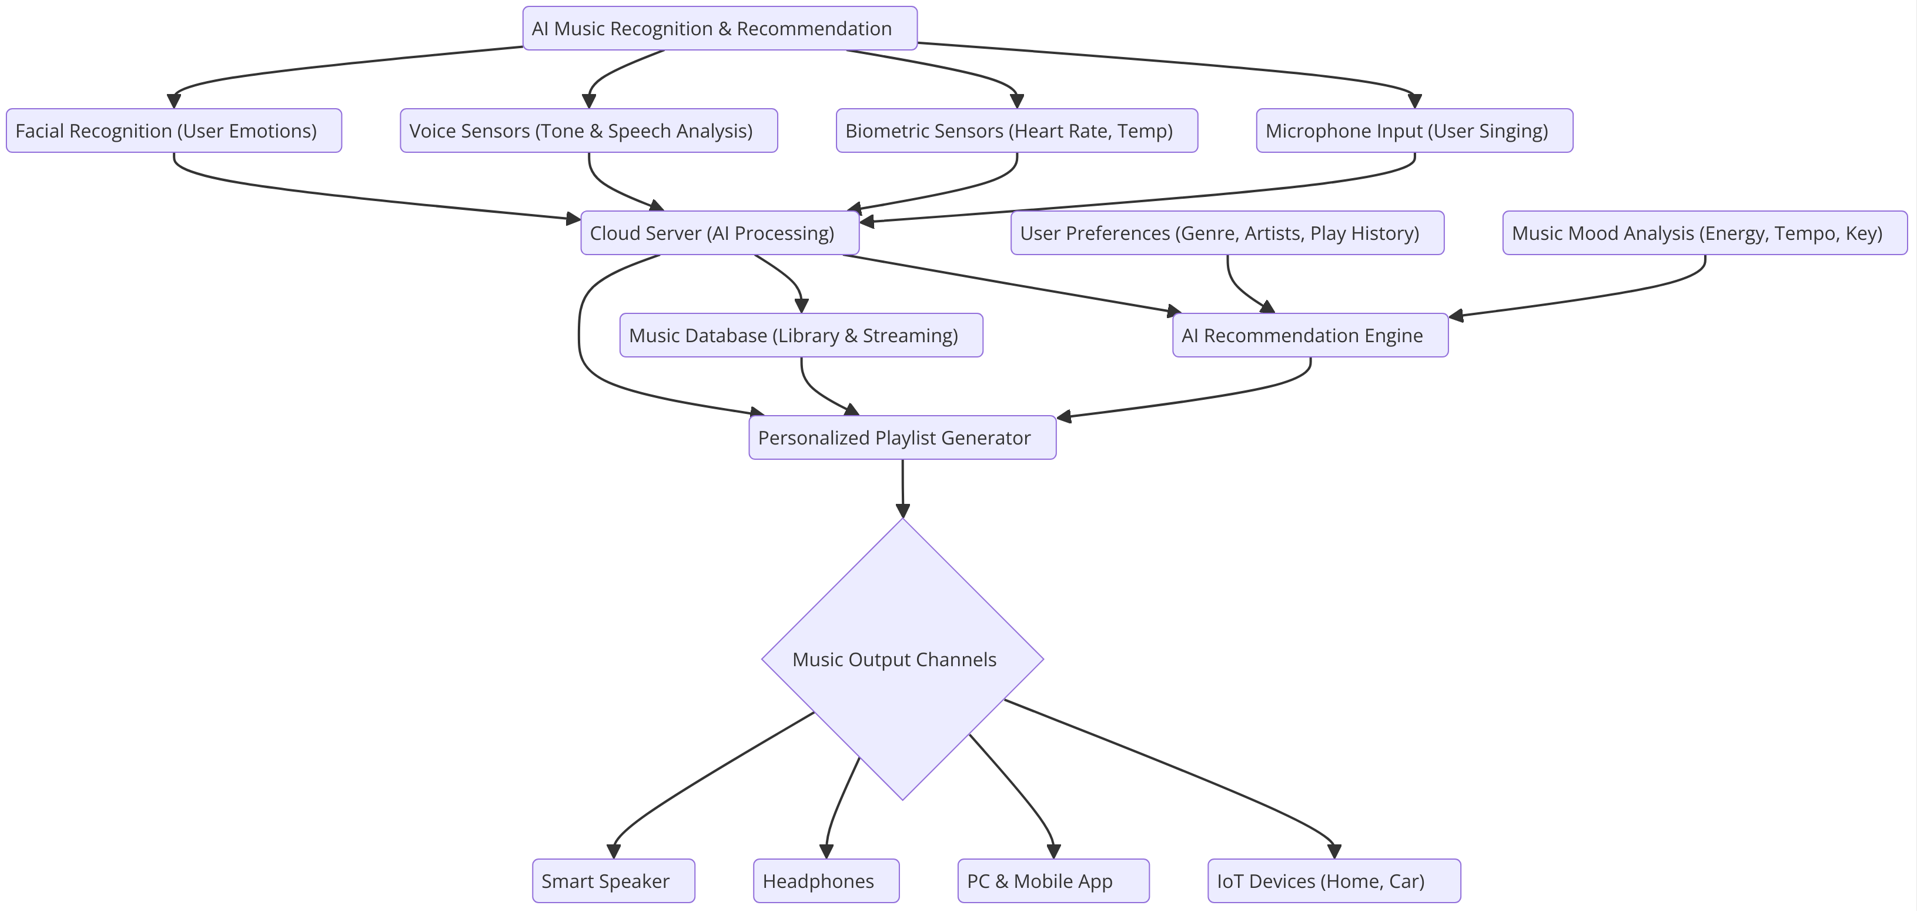 AI Music Recognition & Recommendation
Facial Recognition (User Emotions)
Voice Sensors (Tone & Speech Analysis)
Biometric Sensors (Heart Rate, Temp)
Microphone Input (User Singing)
Cloud Server (AI Processing)
User Preferences (Genre, Artists, Play History)
Music Mood Analysis (Energy, Tempo, Key)
Music Database (Library & Streaming)
AI Recommendation Engine
Personalized Playlist Generator
Music Output Channels
Smart Speaker
Headphones
PC & Mobile App
IoT Devices (Home, Car)